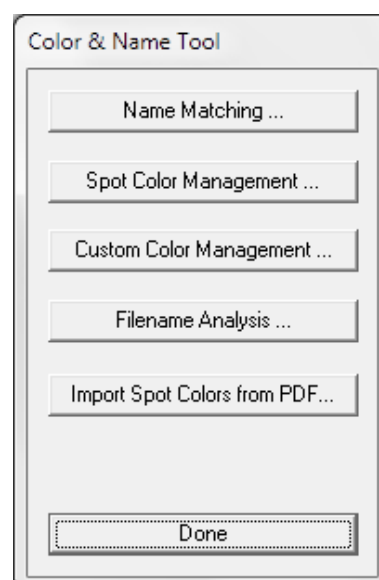 Color & Name Tool
Name Matching ...
Spot Color Management ...
Custom Color Management ...
Filename Analysis ...
Import Spot Colors from PDF...
Done